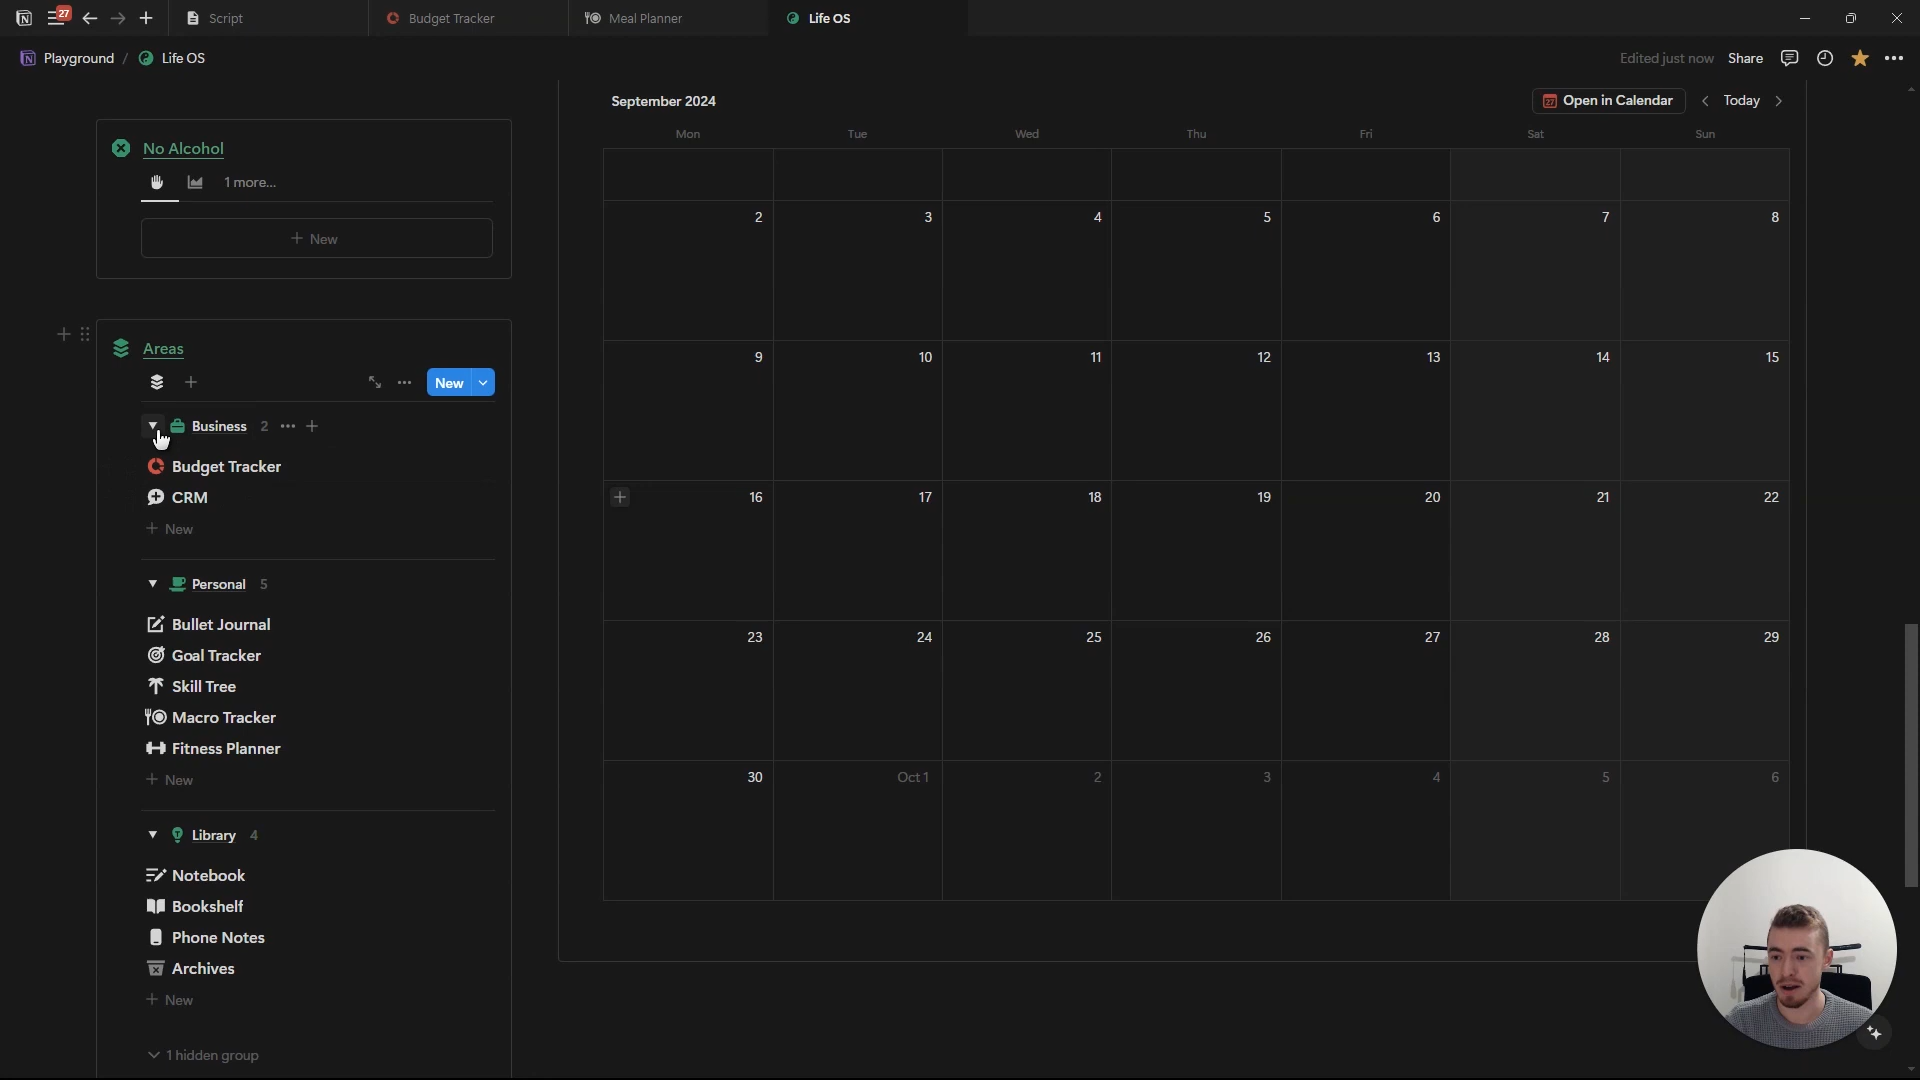 27
Script
Budget Tracker
Meal Planner
Life OS
Playground / Life OS
Edited just now
Share
No Alcohol
1 more...
+ New
Areas
New
Business 2
Budget Tracker
CRM
+ New
Personal 5
Bullet Journal
Goal Tracker
Skill Tree
Macro Tracker
Fitness Planner
+ New
Library 4
Notebook
Bookshelf
Phone Notes
Archives
+ New
1 hidden group
September 2024
27 Open in Calendar
Today
Mon Tue Wed Thu Fri Sat Sun
2 3 4 5 6 7 8
9 10 11 12 13 14 15
16 17 18 19 20 21 22
23 24 25 26 27 28 29
30 Oct 1 2 3 4 5 6